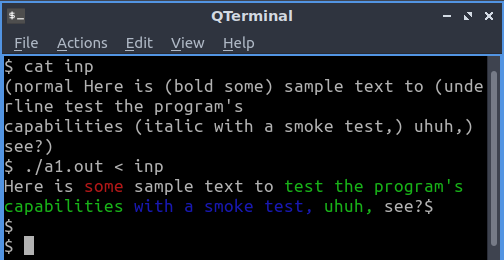 QTerminal
File Actions Edit View Help
$ cat inp
(normal Here is (bold some) sample text to (unde
rline test the program's
capabilities (italic with a smoke test,) uhuh,)
see?)
$ ./a1.out < inp
Here is some sample text to test the program's
capabilities with a smoke test, uhuh, see?$
$
$